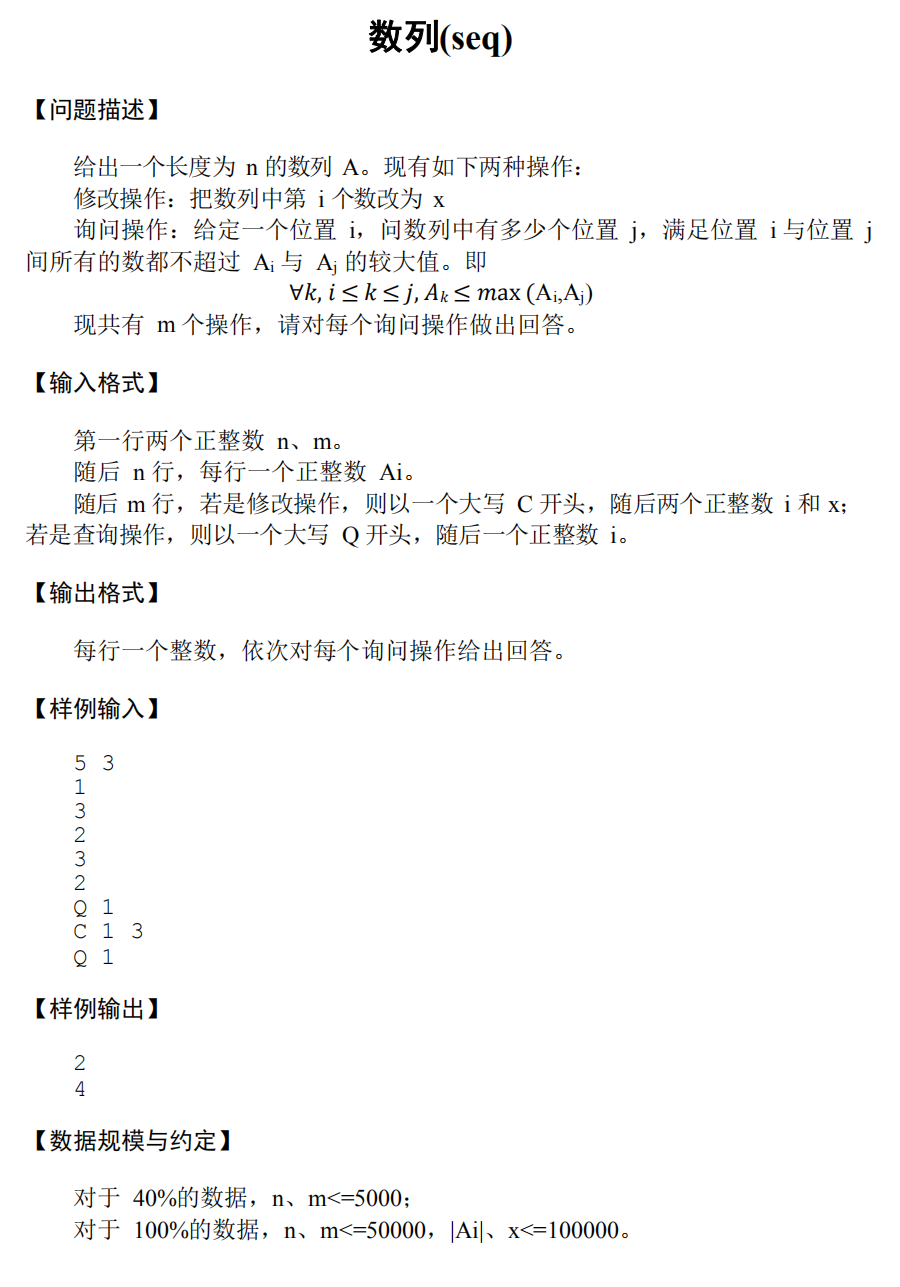 数列(seq)
【问题描述】
给出一个长度为 n 的数列 A。现有如下两种操作：
修改操作：把数列中第 i 个数改为 x
询问操作：给定一个位置 i，问数列中有多少个位置 j，满足位置 i 与位置 j
间所有的数都不超过 Ai 与 Aj 的较大值。即
∀k, i ≤ k ≤ j, Ak ≤ max (Ai,Aj)
现共有 m 个操作，请对每个询问操作做出回答。
【输入格式】
第一行两个正整数 n、m。
随后 n 行，每行一个正整数 Ai。
随后 m 行，若是修改操作，则以一个大写 C 开头，随后两个正整数 i 和 x；
若是查询操作，则以一个大写 Q 开头，随后一个正整数 i。
【输出格式】
每行一个整数，依次对每个询问操作给出回答。
【样例输入】
5 3
1
3
2
3
2
Q 1
C 1 3
Q 1
【样例输出】
2
4
【数据规模与约定】
对于 40%的数据，n、m<=5000；
对于 100%的数据，n、m<=50000，|Ai|、x<=100000。